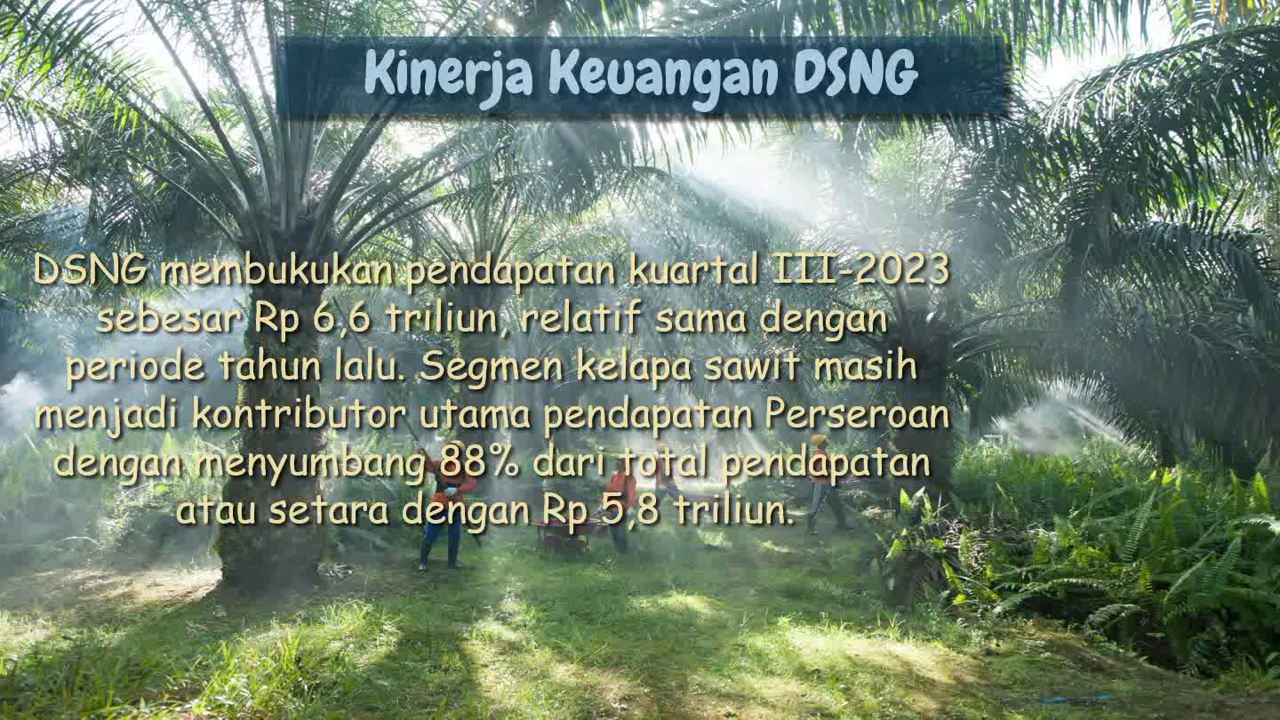 Kinerja Keuangan DSNG
DSNG membukukan pendapatan kuartal III-2023
sebesar Rp 6,6 triliun, relatif sama dengan
periode tahun lalu. Segmen kelapa sawit masih
menjadi kontributor utama pendapatan Perseroan
dengan menyumbang 88% dari total pendapatan
atau setara dengan Rp 5,8 triliun.